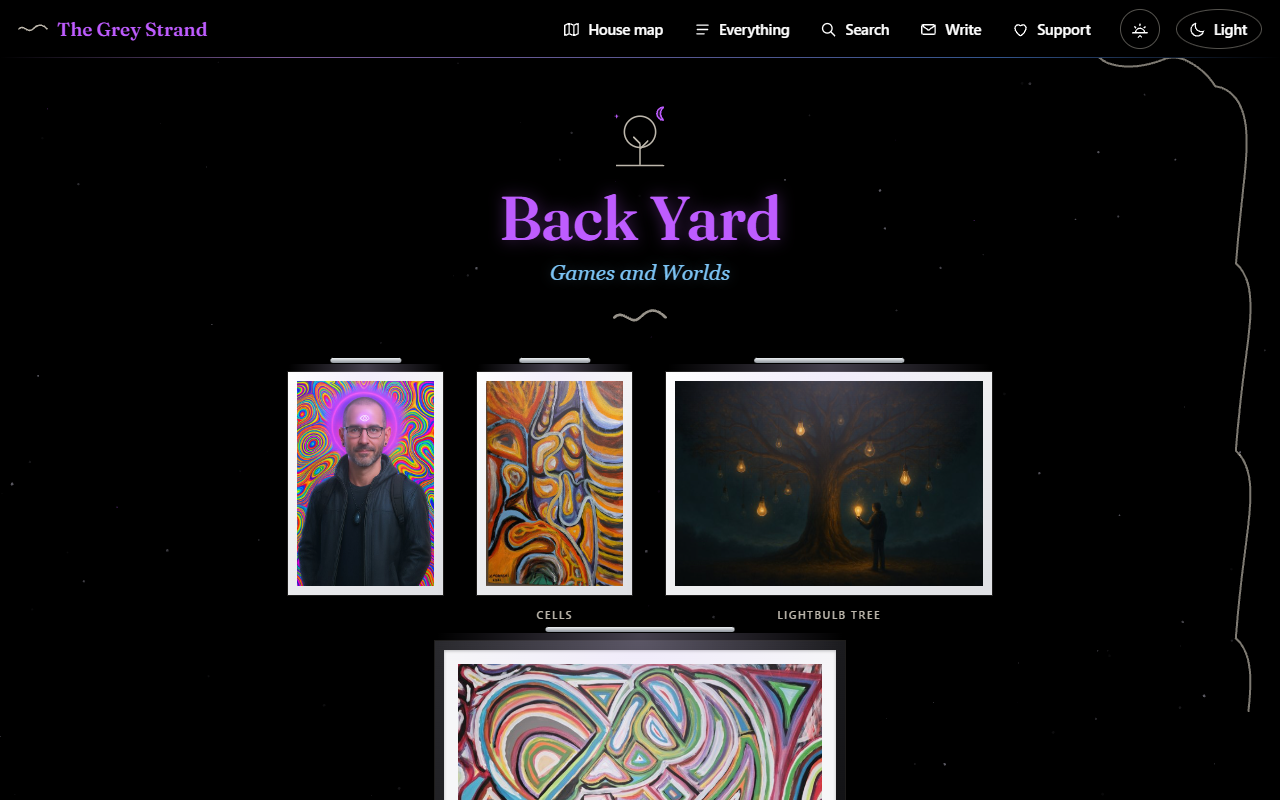 The Grey Strand
House map
Everything
Search
Write
Support
Light
Back Yard
Games and Worlds
CELLS
LIGHTBULB TREE